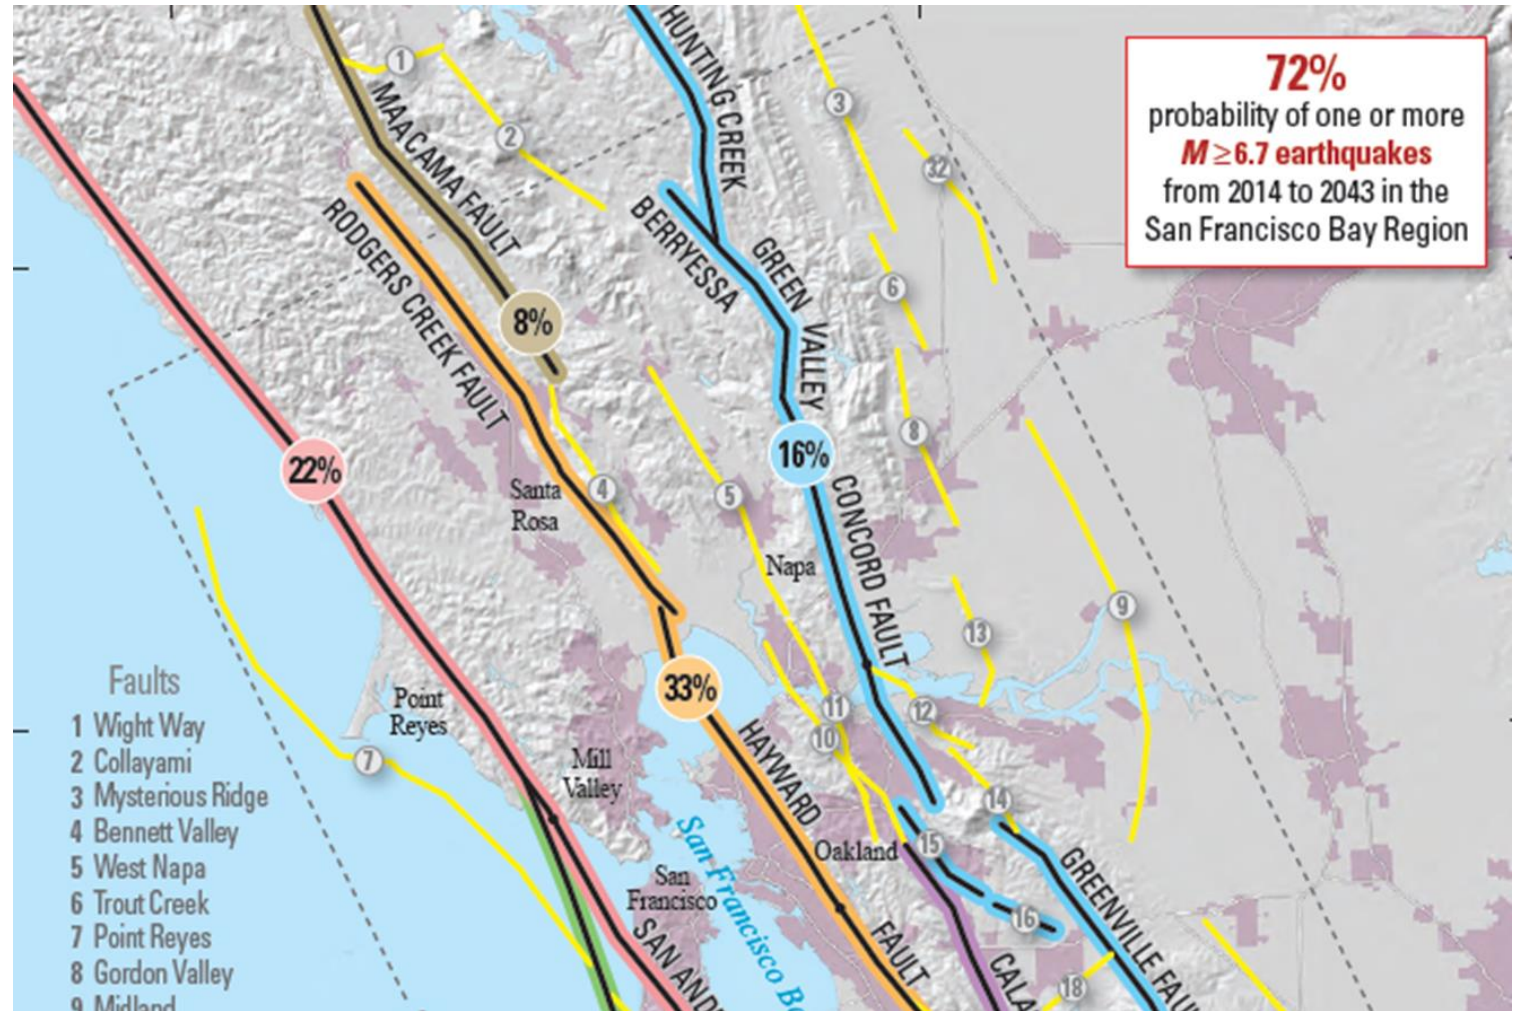 72%
probability of one or more
M ≥6.7 earthquakes
from 2014 to 2043 in the
San Francisco Bay Region
HUNTING CREEK
1
MAACAMA FAULT
2
3
32
RODGERS CREEK FAULT
BERRYESSA
GREEN VALLEY
6
8%
22%
16%
8
CONCORD FAULT
Santa
Rosa
4
5
Napa
9
13
33%
Point
Reyes
11
12
10
7
Mill
Valley
HAYWARD
FAULT
14
Oakland
15
San
Francisco
16
San Francisco B
SAN AND
CALA
GREENVILLE FAU
18
Faults
1 Wight Way
2 Collayami
3 Mysterious Ridge
4 Bennett Valley
5 West Napa
6 Trout Creek
7 Point Reyes
8 Gordon Valley
9 Midland